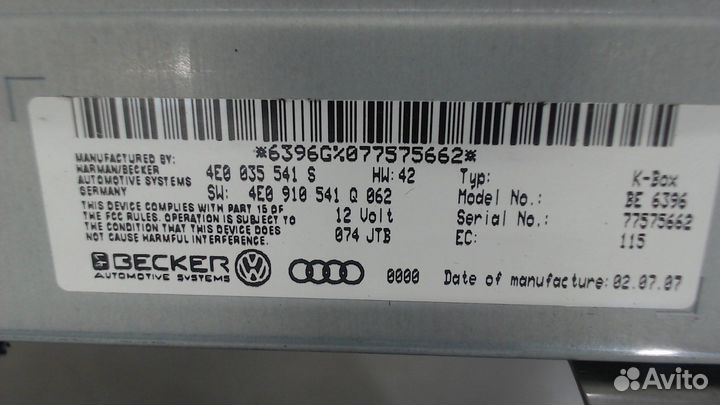 *6396G%077575662*
MANUFACTURED BY:
HARMAN/BECKER
AUTOMOTIVE SYSTEMS
GERMANY
4E0 035 541 S HW:42
SW: 4E0 910 541 Q 062
THIS DEVICE COMPLIES WITH PART 15 OF
THE FCC RULES. OPERATION IS SUBJECT TO
THE CONDITION THAT THIS DEVICE DOES
NOT CAUSE HARMFUL INTERFERENCE.
12 Volt
074 JTB
Typ: K-Box
Model No.: BE 6396
Serial No.: 77575662
EC: 115
BECKER
AUTOMOTIVE SYSTEMS
0000 Date of manufacture: 02.07.07
Avito